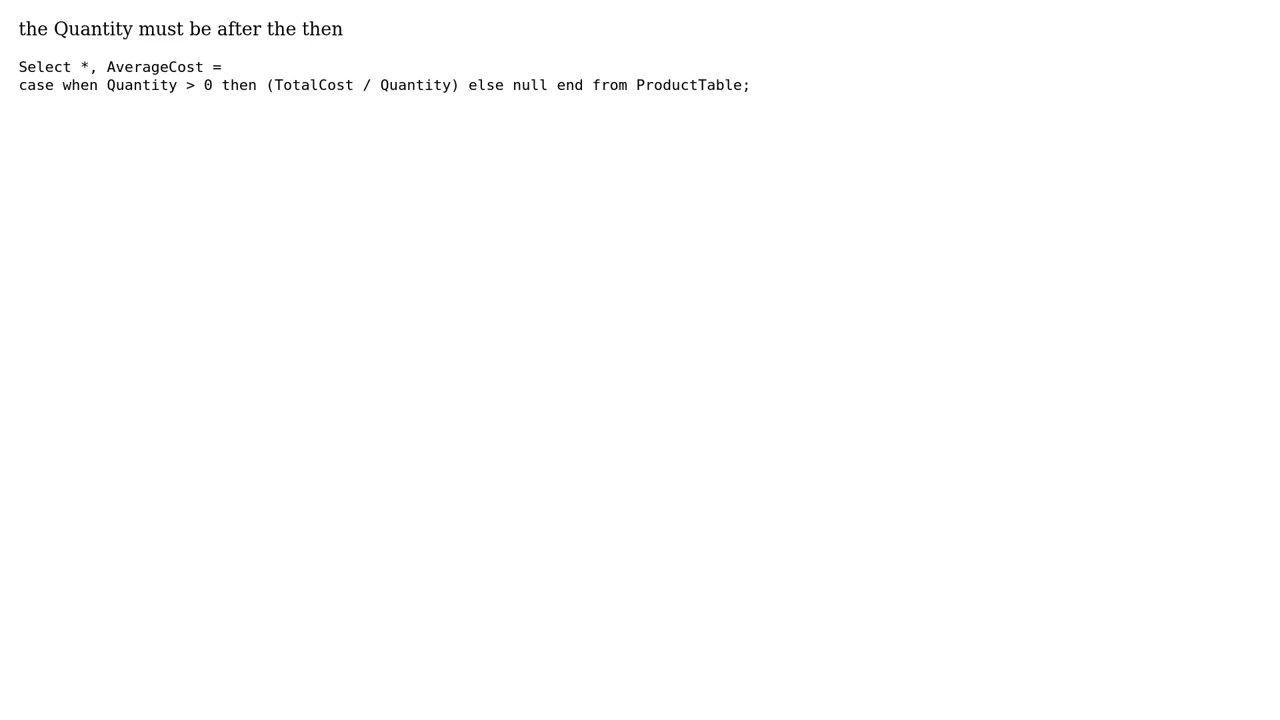 the Quantity must be after the then
Select *, AverageCost =
case when Quantity > 0 then (TotalCost / Quantity) else null end from ProductTable;